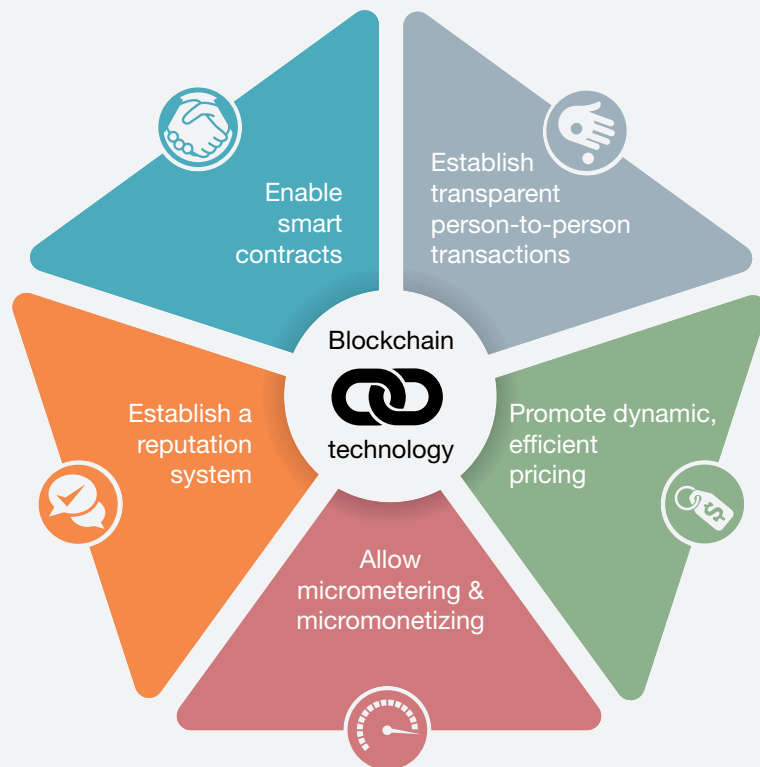 Enable
smart
contracts
Establish
transparent
person-to-person
transactions
Blockchain
technology
Establish a
reputation
system
Promote dynamic,
efficient
pricing
Allow
micrometering &
micromonetizing
$